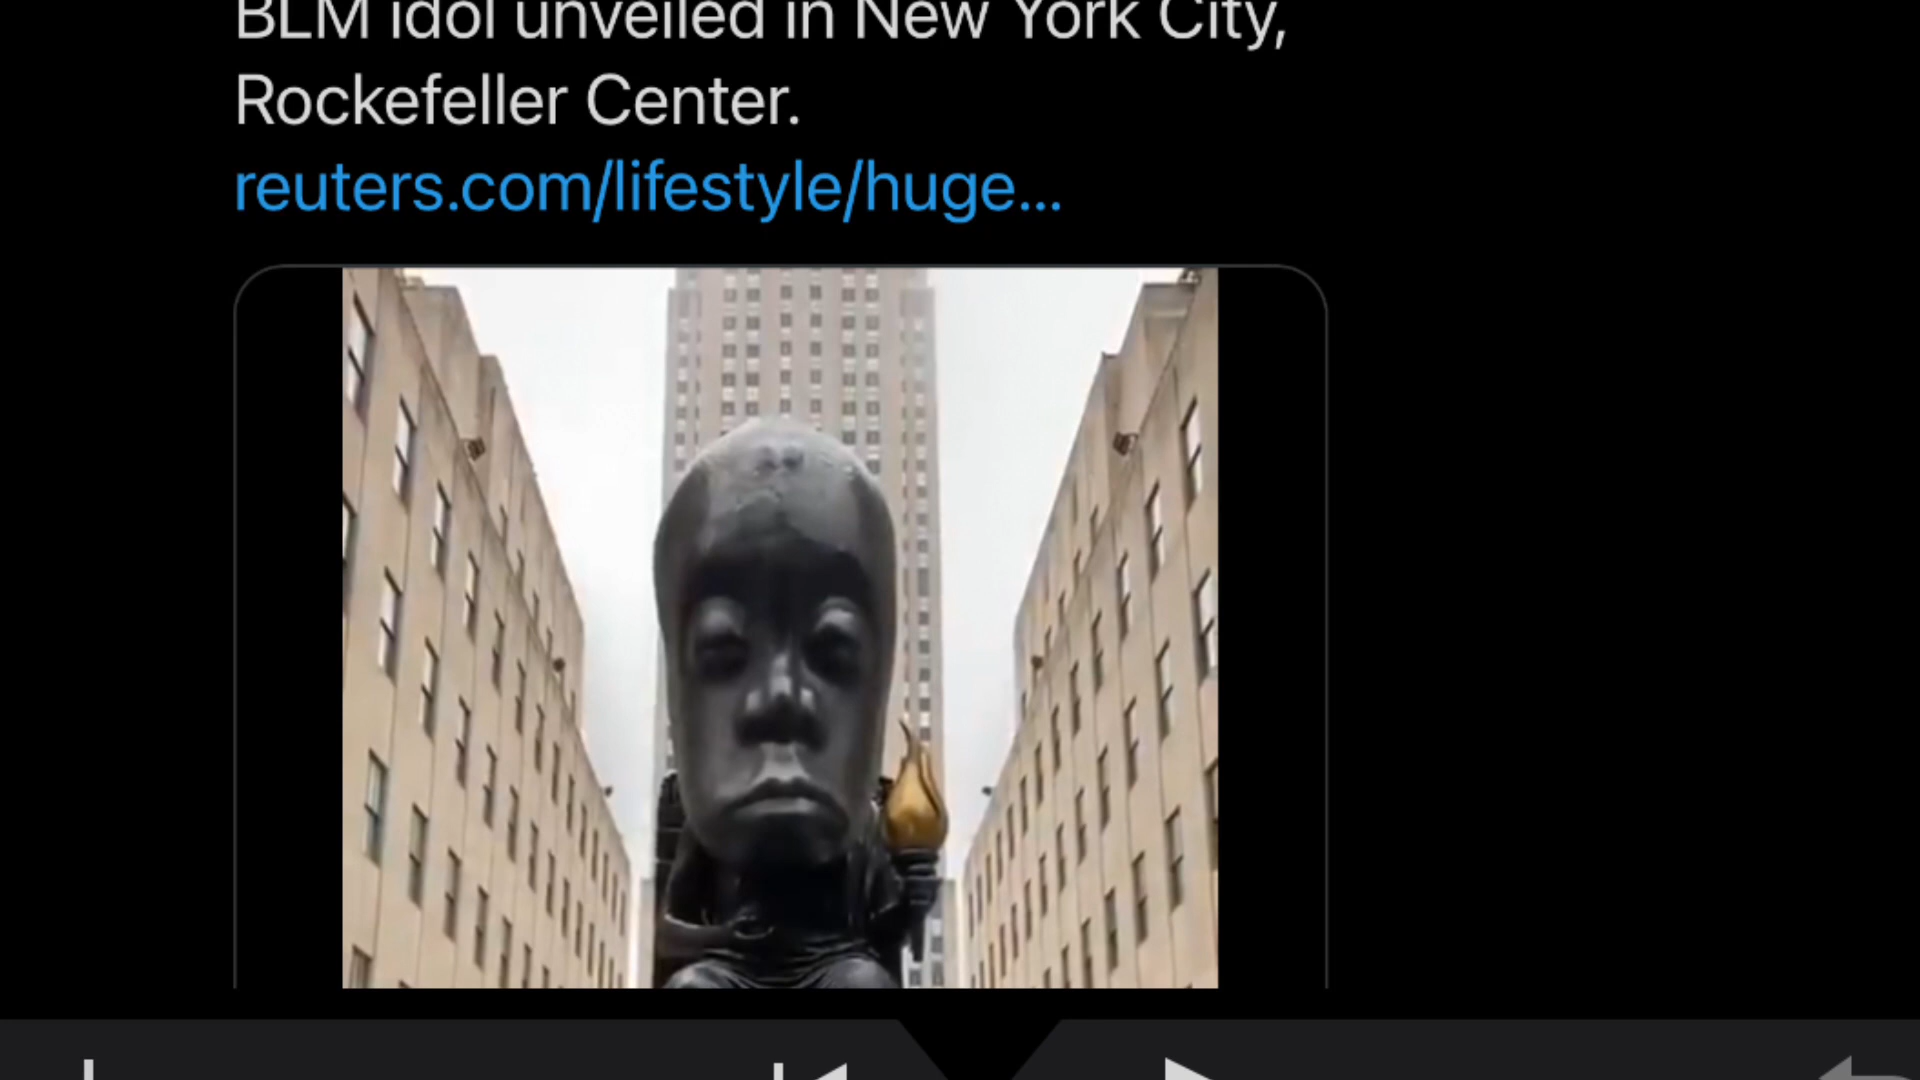 BLM idol unveiled in New York City,
Rockefeller Center.
reuters.com/lifestyle/huge...